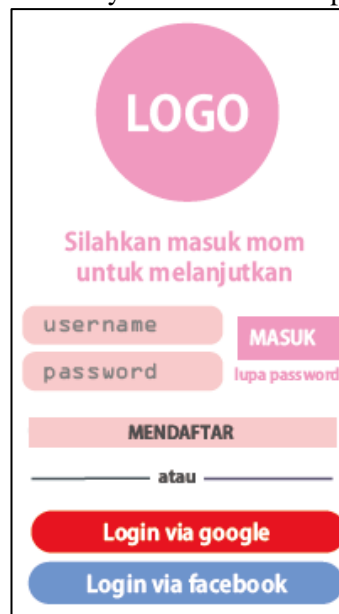 LOGO
Silahkan masuk mom
untuk melanjutkan
username
MASUK
password
lupa password
MENDAFTAR
atau
Login via google
Login via facebook